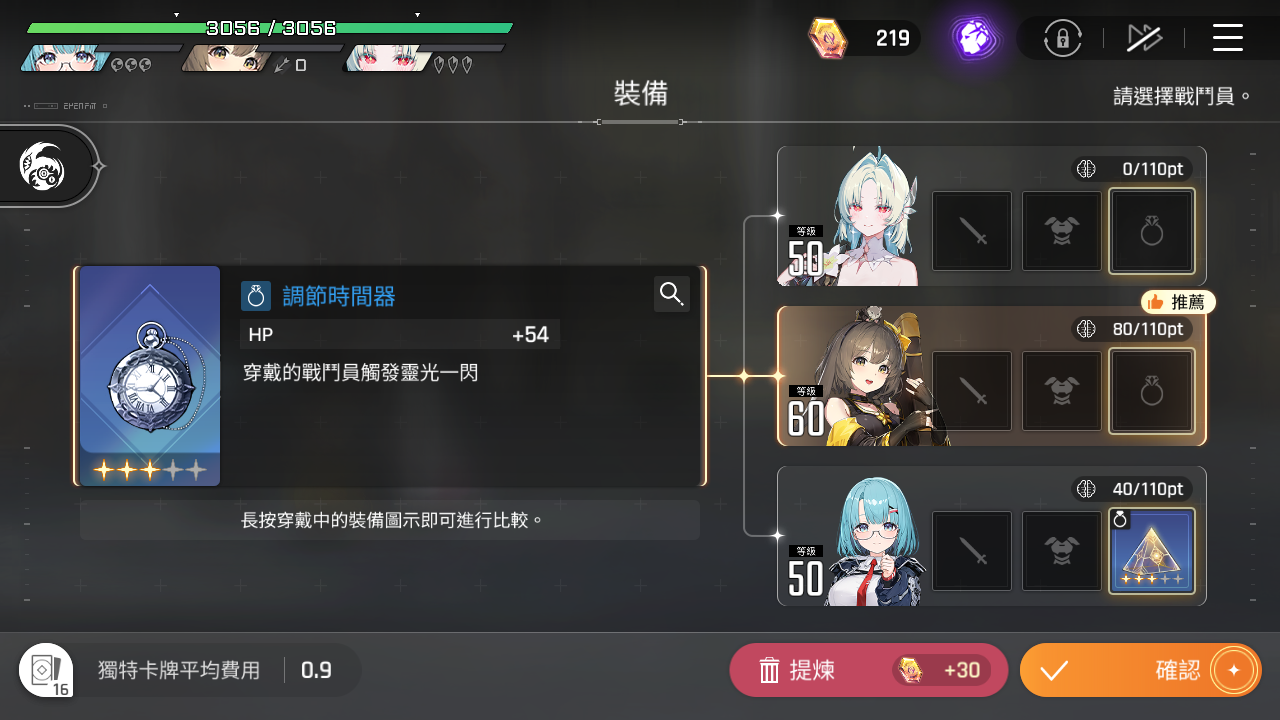 3056 / 3056
219
0
裝備
請選擇戰鬥員。
0/110pt
等級
50
調節時間器
HP +54
穿戴的戰鬥員觸發靈光一閃
推薦
80/110pt
等級
60
40/110pt
等級
50
長按穿戴中的裝備圖示即可進行比較。
16
獨特卡牌平均費用 0.9
提煉 +30
確認